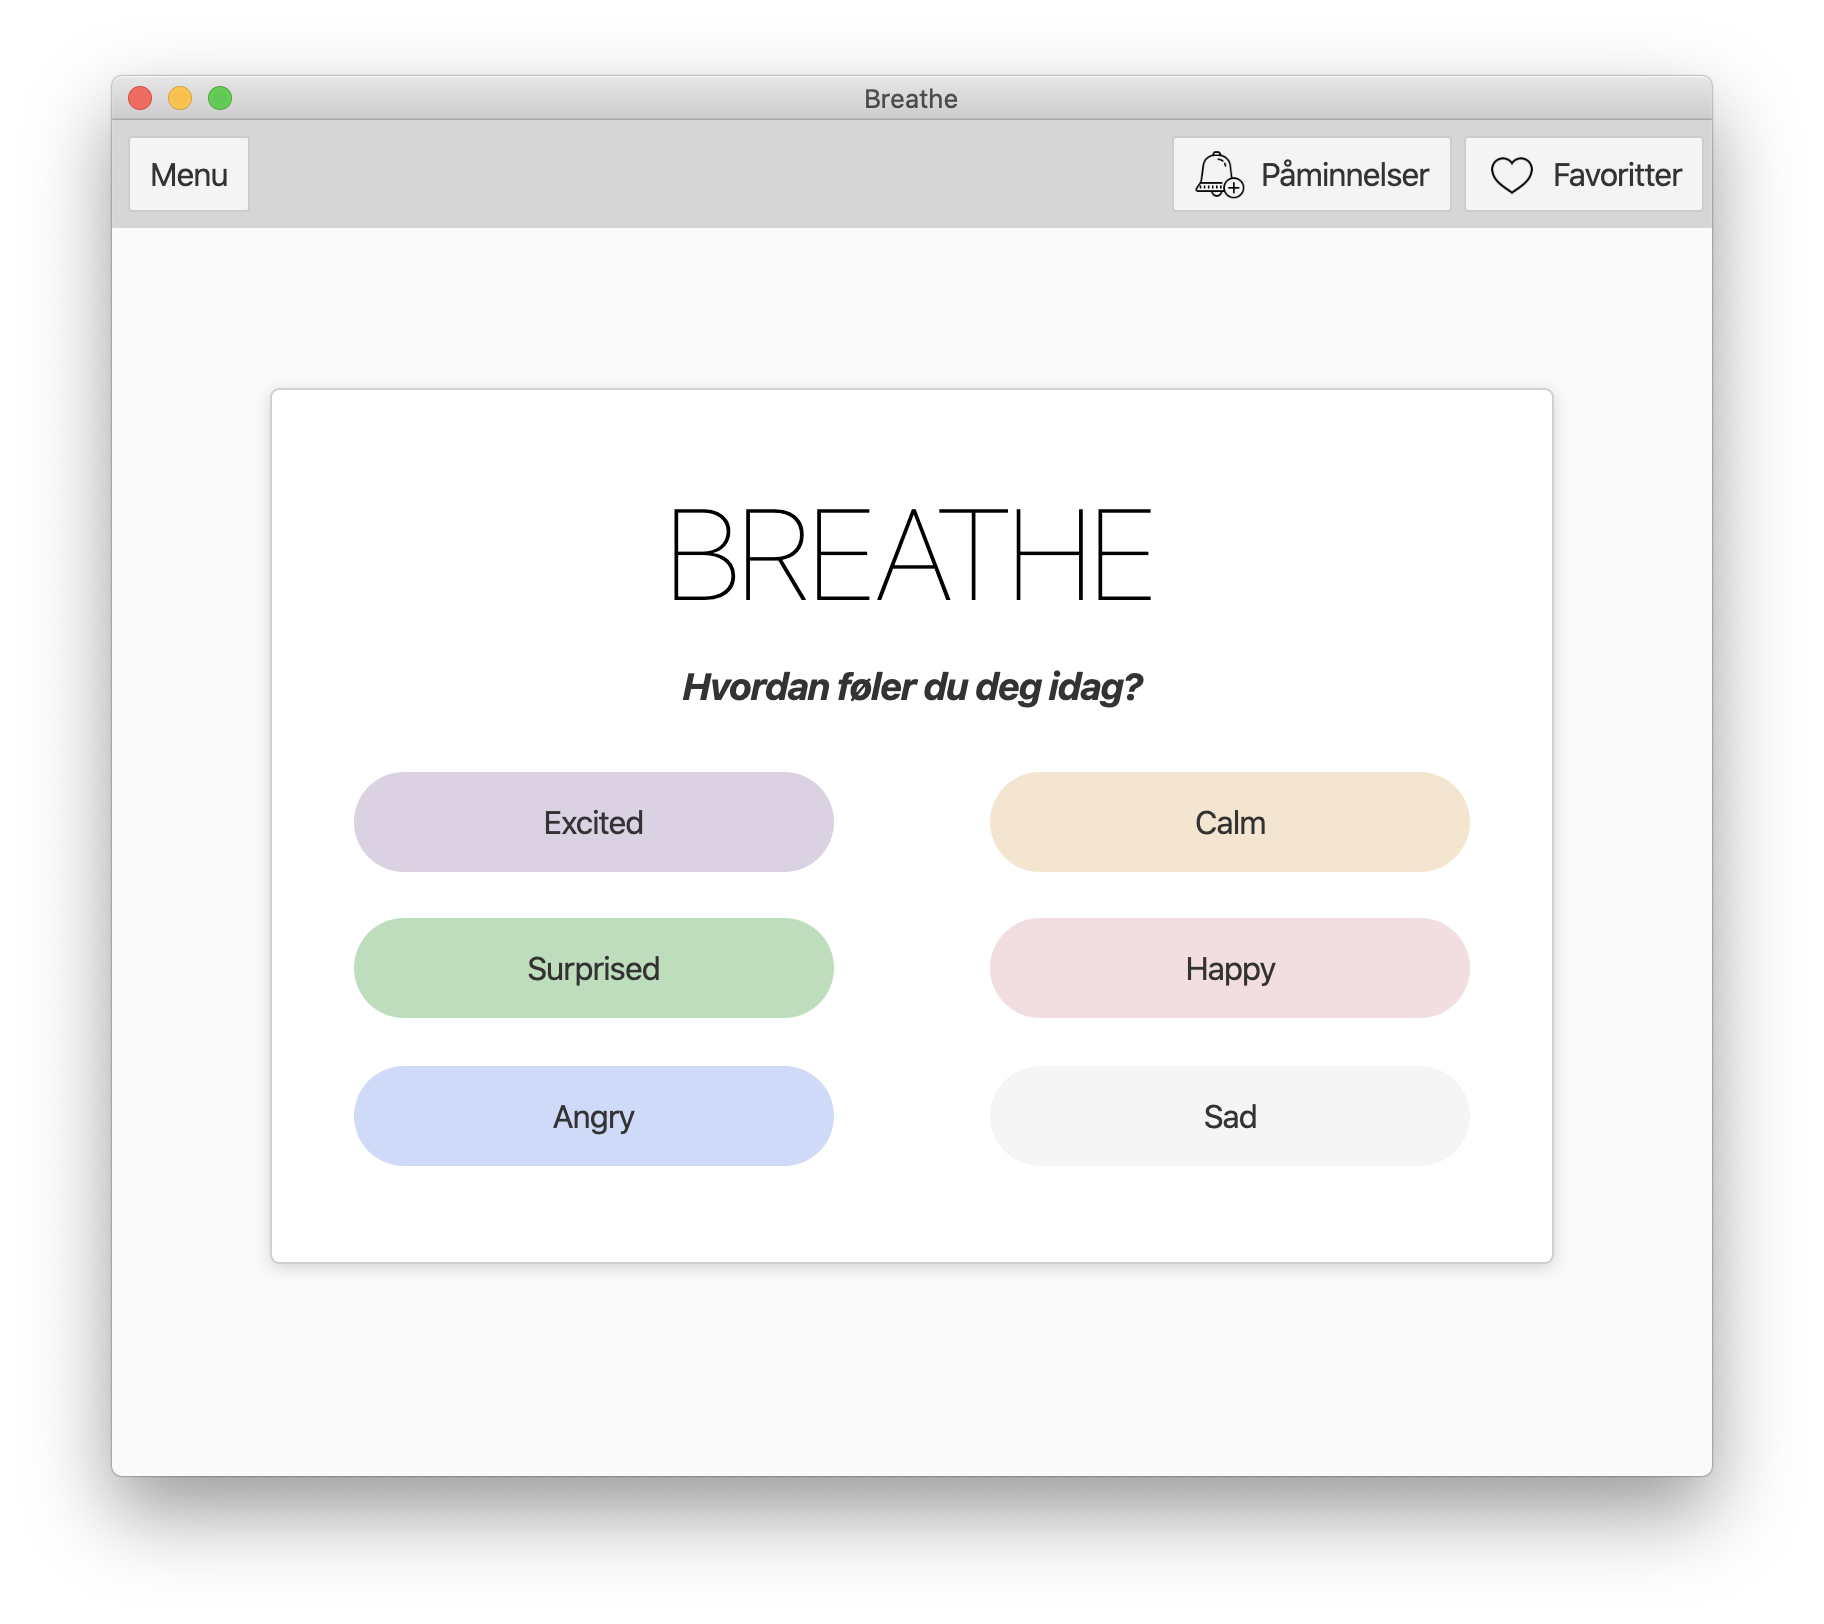 Breathe
Menu
Påminnelser
Favoritter
BREATHE
Hvordan føler du deg idag?
Excited
Calm
Surprised
Happy
Angry
Sad